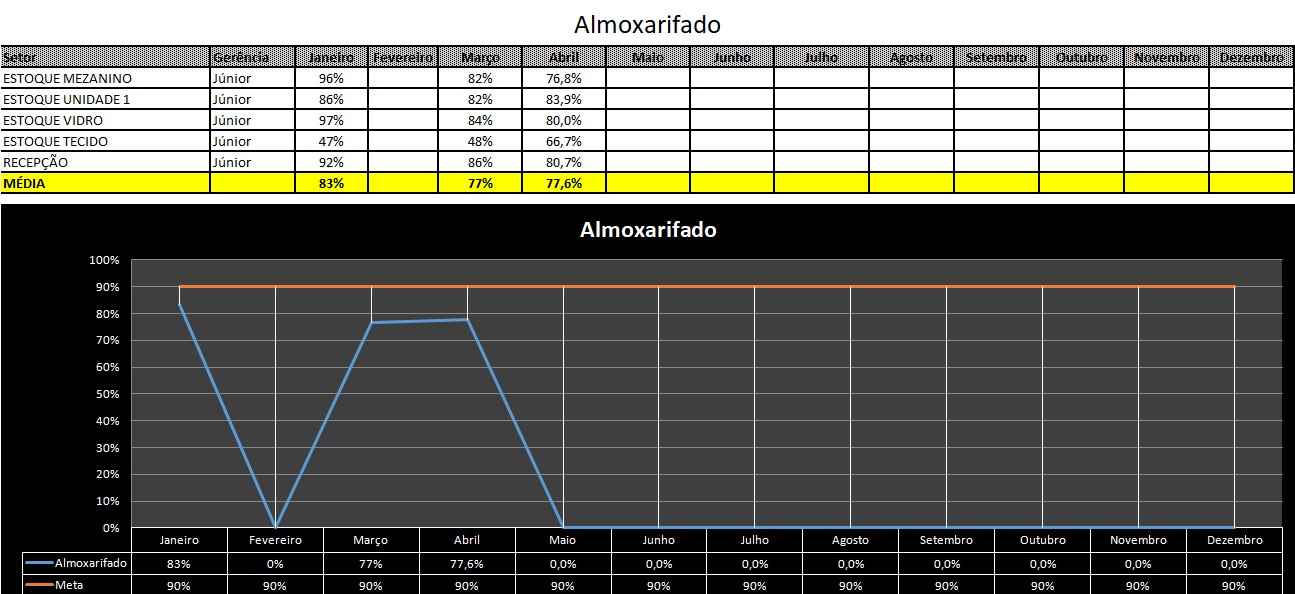 Almoxarifado
Setor Gerência Janeiro Fevereiro Março Abril Maio Junho Julho Agosto Setembro Outubro Novembro Dezembro
ESTOQUE MEZANINO Júnior 96% 82% 76,8%
ESTOQUE UNIDADE 1 Júnior 86% 82% 83,9%
ESTOQUE VIDRO Júnior 97% 84% 80,0%
ESTOQUE TECIDO Júnior 47% 48% 66,7%
RECEPÇÃO Júnior 92% 86% 80,7%
MÉDIA 83% 77% 77,6%
Almoxarifado
100%
90%
80%
70%
60%
50%
40%
30%
20%
10%
0%
Janeiro Fevereiro Março Abril Maio Junho Julho Agosto Setembro Outubro Novembro Dezembro
Almoxarifado 83% 0% 77% 77,6% 0,0% 0,0% 0,0% 0,0% 0,0% 0,0% 0,0% 0,0%
Meta 90% 90% 90% 90% 90% 90% 90% 90% 90% 90% 90% 90%